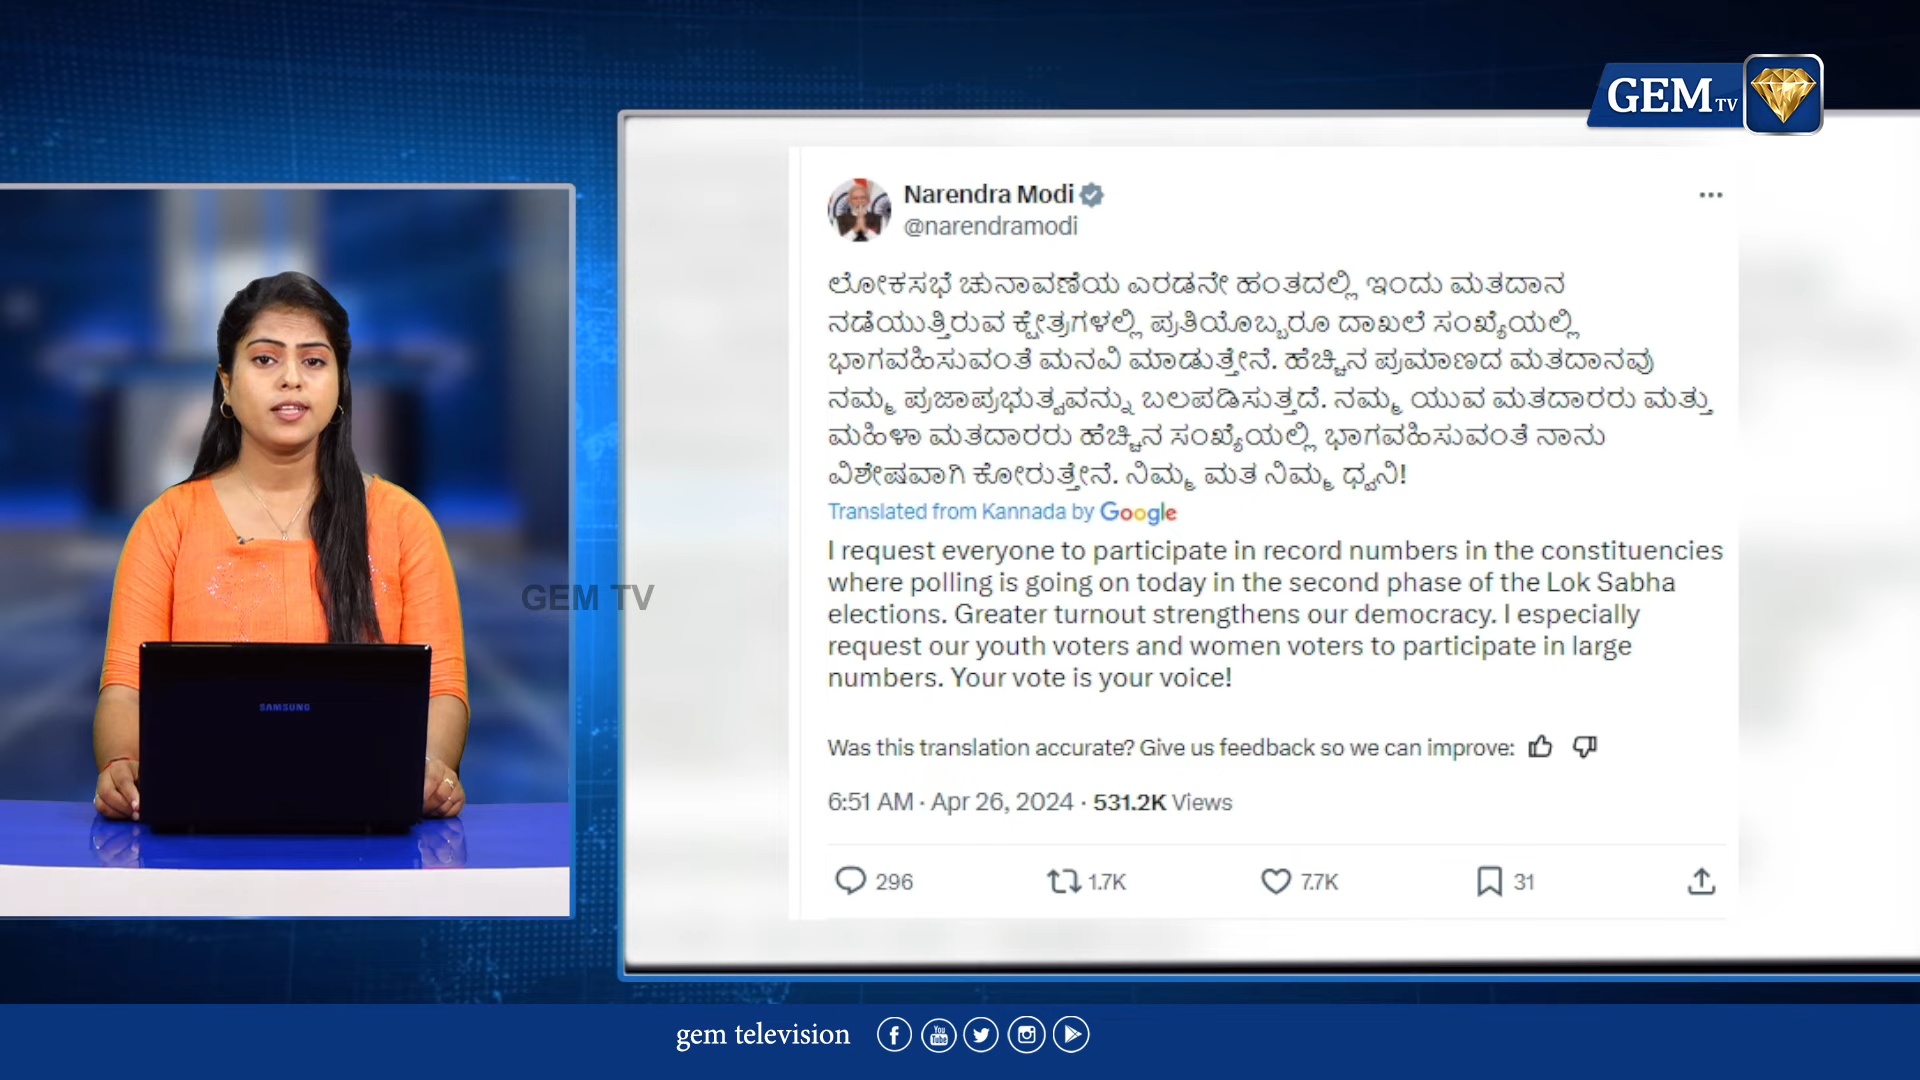 GEM TV
Narendra Modi
@narendramodi
ಲೋಕಸಭೆ ಚುನಾವಣೆಯ ಎರಡನೇ ಹಂತದಲ್ಲಿ ಇಂದು ಮತದಾನ
ನಡೆಯುತ್ತಿರುವ ಕ್ಷೇತ್ರಗಳಲ್ಲಿ ಪ್ರತಿಯೊಬ್ಬರೂ ದಾಖಲೆ ಸಂಖ್ಯೆಯಲ್ಲಿ
ಭಾಗವಹಿಸುವಂತೆ ಮನವಿ ಮಾಡುತ್ತೇನೆ. ಹೆಚ್ಚಿನ ಪ್ರಮಾಣದ ಮತದಾನವು
ನಮ್ಮ ಪ್ರಜಾಪ್ರಭುತ್ವವನ್ನು ಬಲಪಡಿಸುತ್ತದೆ. ನಮ್ಮ ಯುವ ಮತದಾರರು ಮತ್ತು
ಮಹಿಳಾ ಮತದಾರರು ಹೆಚ್ಚಿನ ಸಂಖ್ಯೆಯಲ್ಲಿ ಭಾಗವಹಿಸುವಂತೆ ನಾನು
ವಿಶೇಷವಾಗಿ ಕೋರುತ್ತೇನೆ. ನಿಮ್ಮ ಮತ ನಿಮ್ಮ ಧ್ವನಿ!
Translated from Kannada by Google
I request everyone to participate in record numbers in the constituencies
where polling is going on today in the second phase of the Lok Sabha
elections. Greater turnout strengthens our democracy. I especially
request our youth voters and women voters to participate in large
numbers. Your vote is your voice!
Was this translation accurate? Give us feedback so we can improve:
6:51 AM · Apr 26, 2024 · 531.2K Views
296 1.7K 7.7K 31
GEM TV
SAMSUNG
gem television
You
Tube